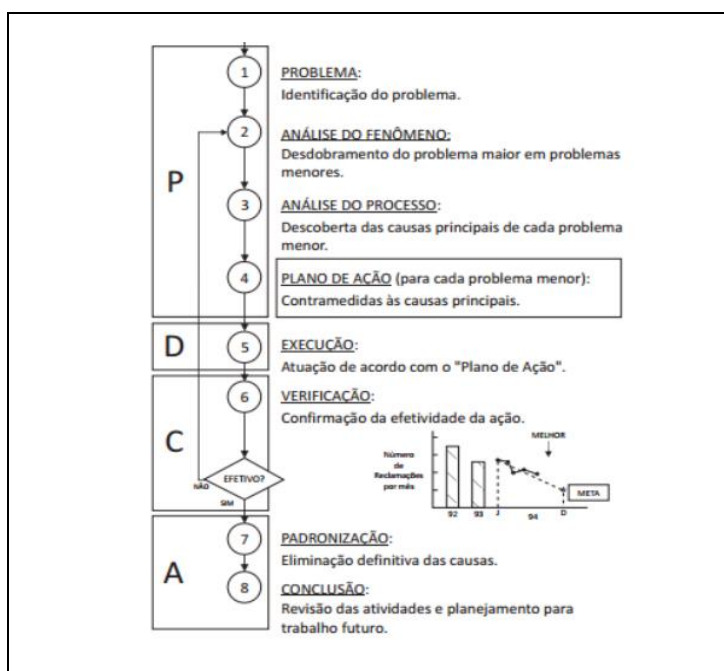 P
1
PROBLEMA:
Identificação do problema.
2
ANÁLISE DO FENÔMENO:
Desdobramento do problema maior em problemas
menores.
3
ANÁLISE DO PROCESSO:
Descoberta das causas principais de cada problema
menor.
4
PLANO DE AÇÃO (para cada problema menor):
Contramedidas às causas principais.
D
5
EXECUÇÃO:
Atuação de acordo com o "Plano de Ação".
C
6
VERIFICAÇÃO:
Confirmação da efetividade da ação.
EFETIVO?
NÃO
SIM
Número
de
Reclamações
por mês
MELHOR
META
92 93 J 94 D
A
7
PADRONIZAÇÃO:
Eliminação definitiva das causas.
8
CONCLUSÃO:
Revisão das atividades e planejamento para
trabalho futuro.